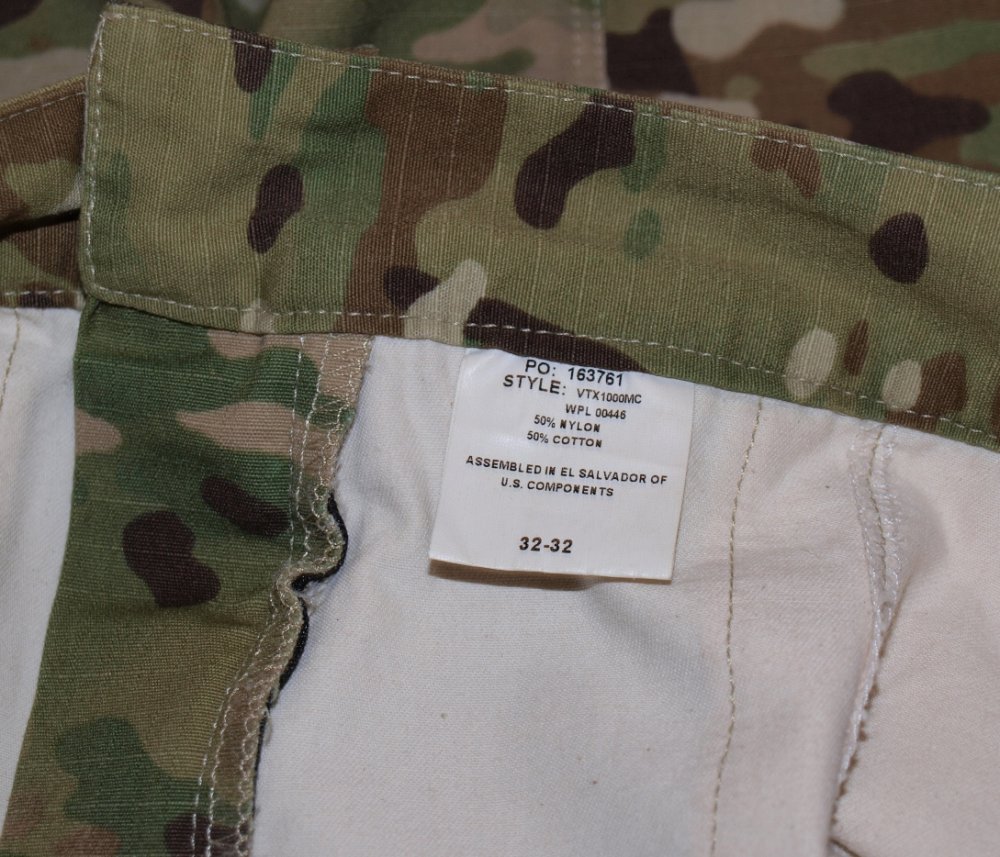 PO: 163761
STYLE: VTX1000MC
WPL 00446
50% NYLON
50% COTTON
ASSEMBLED IN EL SALVADOR OF
U.S. COMPONENTS
32-32